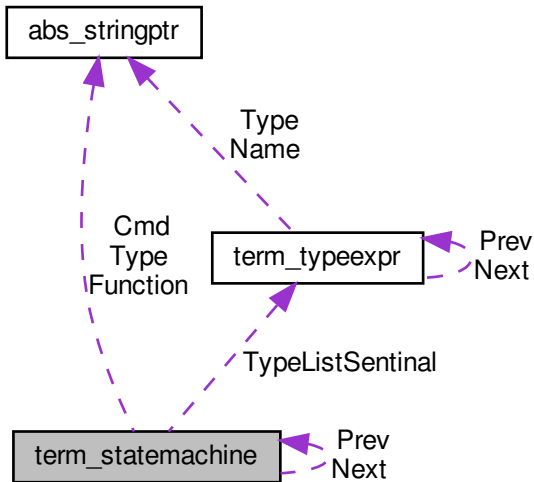 abs_stringptr
Type
Name
Cmd
Type
Function
term_typeexpr
Prev
Next
TypeListSentinal
term_statemachine
Prev
Next